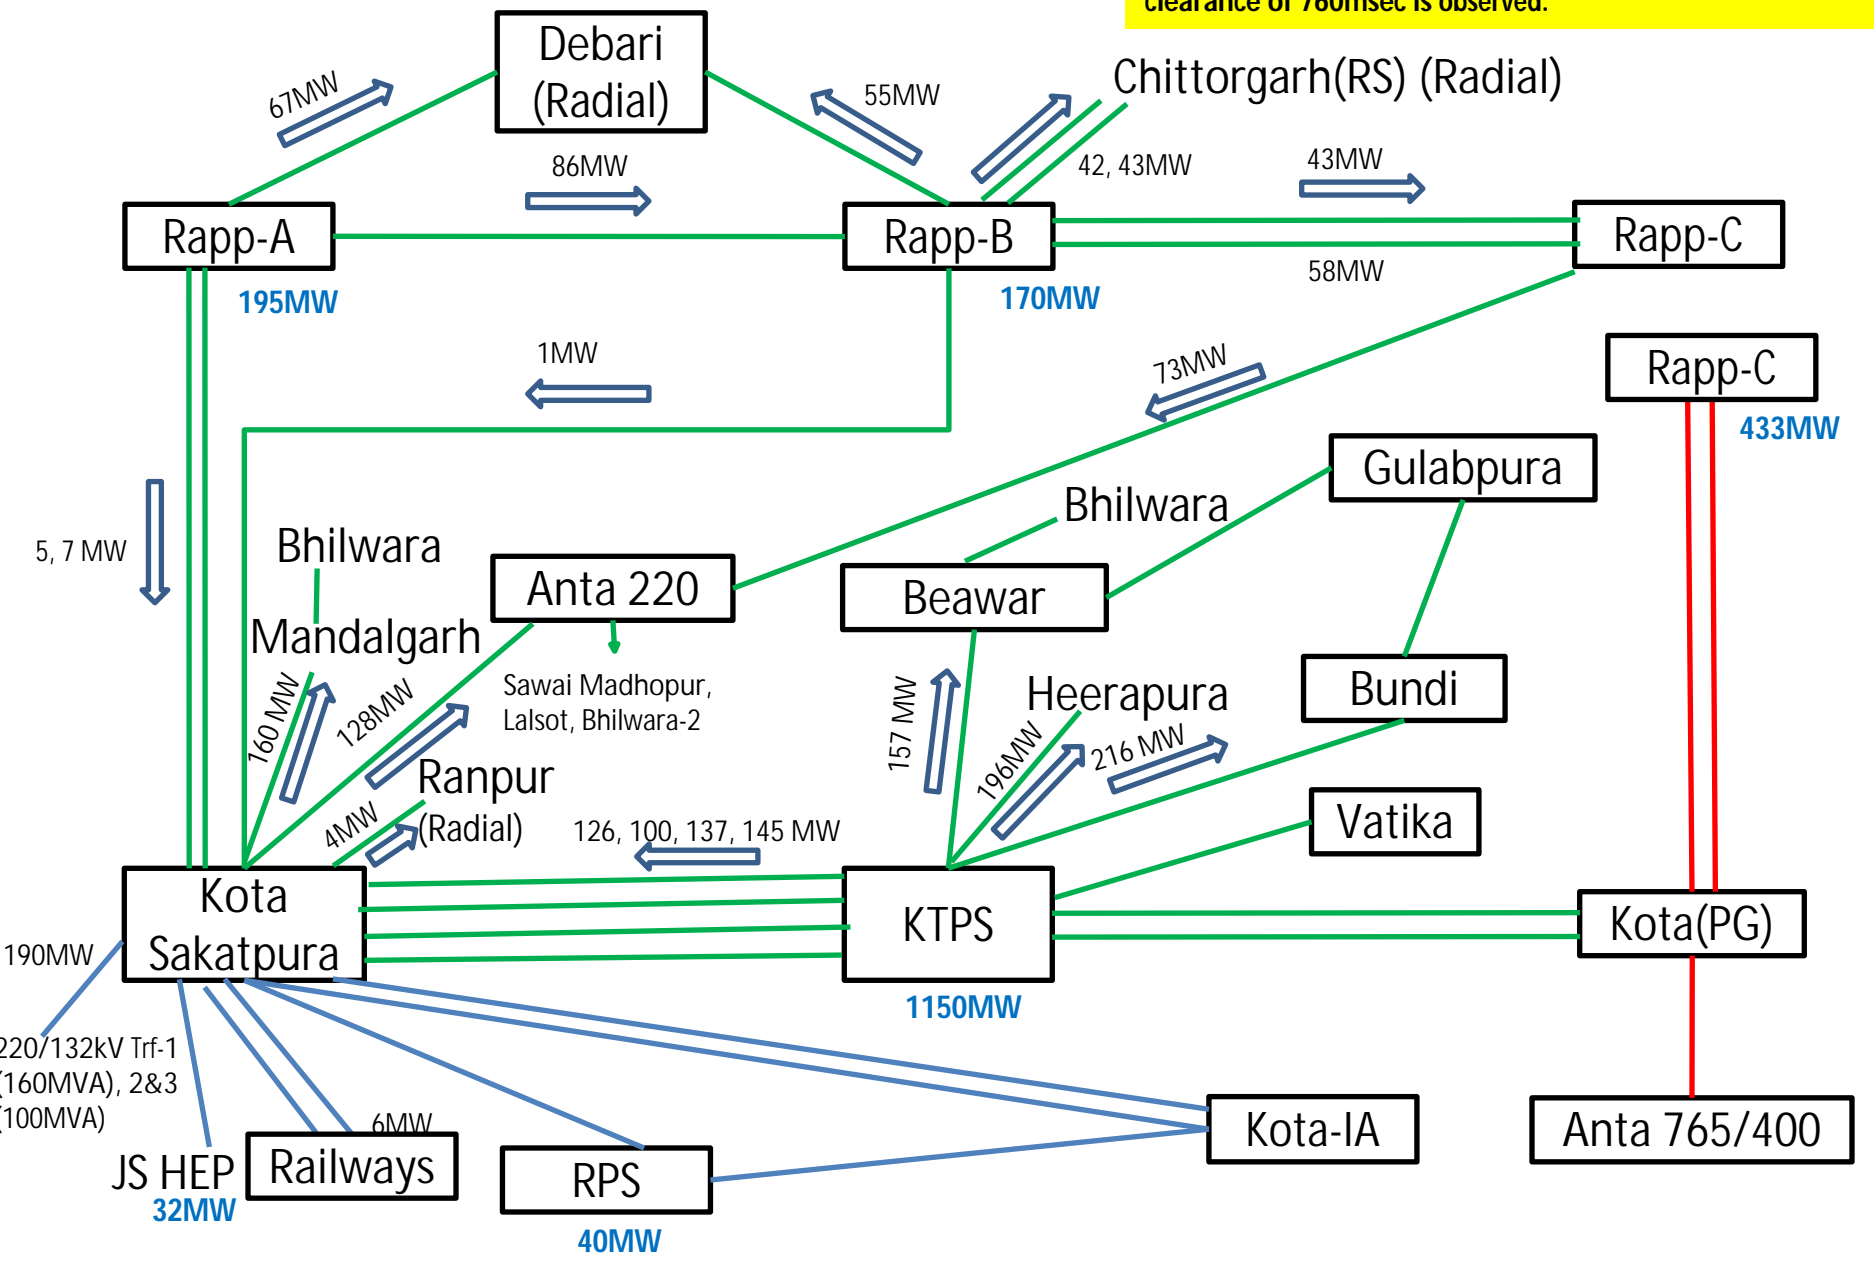 clearance of 760msec is observed.
Debari
(Radial)
Chittorgarh(RS) (Radial)
67MW
55MW
86MW
42, 43MW
43MW
Rapp-A
Rapp-B
Rapp-C
195MW
170MW
58MW
1MW
73MW
Rapp-C
433MW
Gulabpura
Bhilwara
5, 7 MW
Bhilwara
Anta 220
Beawar
Mandalgarh
160 MW
128MW
Sawai Madhopur,
Lalsot, Bhilwara-2
157 MW
Heerapura
196MW
216 MW
Bundi
Ranpur
(Radial)
4MW
126, 100, 137, 145 MW
Vatika
Kota
Sakatpura
KTPS
Kota(PG)
190MW
1150MW
220/132kV Trf-1
(160MVA), 2&3
(100MVA)
6MW
JS HEP
32MW
Railways
RPS
40MW
Kota-IA
Anta 765/400